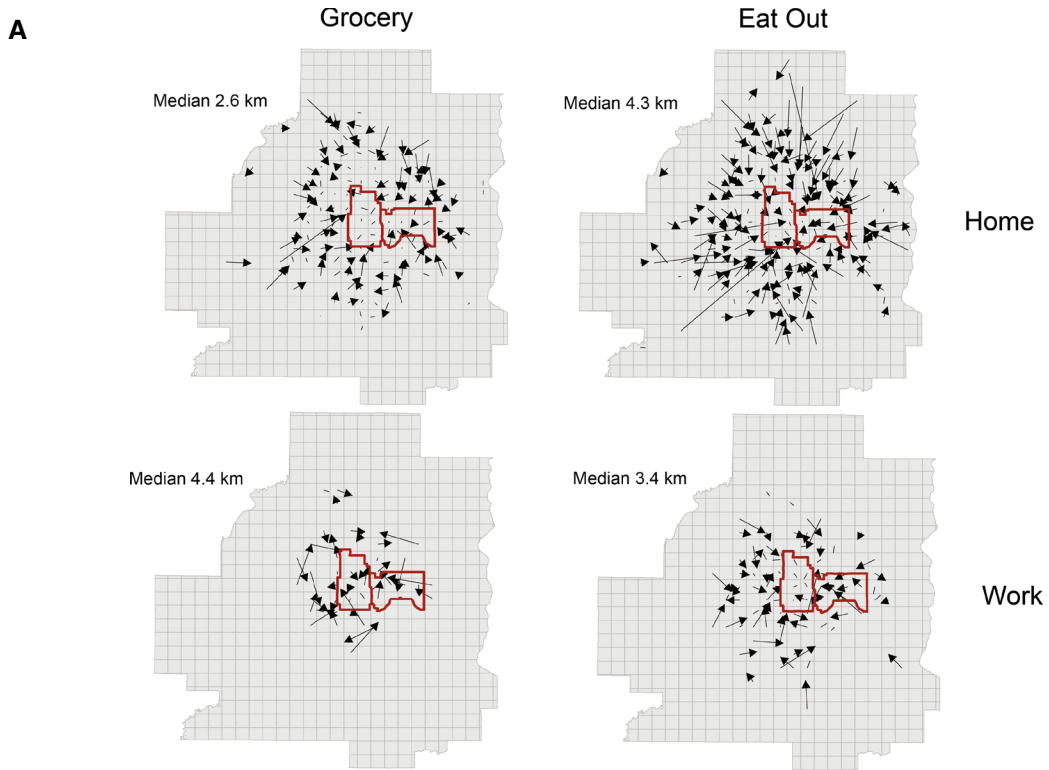 A
Grocery
Eat Out
Median 2.6 km
Median 4.3 km
Home
Median 4.4 km
Median 3.4 km
Work